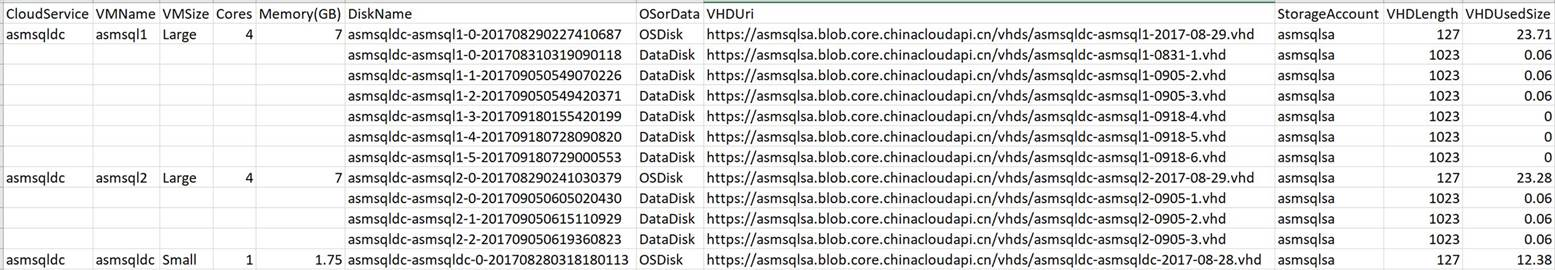 CloudService VMName VMSize Cores Memory(GB) DiskName OSorData VHDUri StorageAccount VHDLength VHDUsedSize
asmsqldc asmsql1 Large 4 7 asmsqldc-asmsql1-0-201708290227410687 OSDisk https://asmsqlsa.blob.core.chinacloudapi.cn/vhds/asmsqldc-asmsql1-2017-08-29.vhd asmsqlsa 127 23.71
asmsqldc-asmsql1-0-201708310319090118 DataDisk https://asmsqlsa.blob.core.chinacloudapi.cn/vhds/asmsqldc-asmsql1-0831-1.vhd asmsqlsa 1023 0.06
asmsqldc-asmsql1-1-201709050549070226 DataDisk https://asmsqlsa.blob.core.chinacloudapi.cn/vhds/asmsqldc-asmsql1-0905-2.vhd asmsqlsa 1023 0.06
asmsqldc-asmsql1-2-201709050549420371 DataDisk https://asmsqlsa.blob.core.chinacloudapi.cn/vhds/asmsqldc-asmsql1-0905-3.vhd asmsqlsa 1023 0.06
asmsqldc-asmsql1-3-201709180155420199 DataDisk https://asmsqlsa.blob.core.chinacloudapi.cn/vhds/asmsqldc-asmsql1-0918-4.vhd asmsqlsa 1023 0
asmsqldc-asmsql1-4-201709180728090820 DataDisk https://asmsqlsa.blob.core.chinacloudapi.cn/vhds/asmsqldc-asmsql1-0918-5.vhd asmsqlsa 1023 0
asmsqldc-asmsql1-5-201709180729000553 DataDisk https://asmsqlsa.blob.core.chinacloudapi.cn/vhds/asmsqldc-asmsql1-0918-6.vhd asmsqlsa 1023 0
asmsqldc asmsql2 Large 4 7 asmsqldc-asmsql2-0-201708290241030379 OSDisk https://asmsqlsa.blob.core.chinacloudapi.cn/vhds/asmsqldc-asmsql2-2017-08-29.vhd asmsqlsa 127 23.28
asmsqldc-asmsql2-0-201709050605020430 DataDisk https://asmsqlsa.blob.core.chinacloudapi.cn/vhds/asmsqldc-asmsql2-0905-1.vhd asmsqlsa 1023 0.06
asmsqldc-asmsql2-1-201709050615110929 DataDisk https://asmsqlsa.blob.core.chinacloudapi.cn/vhds/asmsqldc-asmsql2-0905-2.vhd asmsqlsa 1023 0.06
asmsqldc-asmsql2-2-201709050619360823 DataDisk https://asmsqlsa.blob.core.chinacloudapi.cn/vhds/asmsqldc-asmsql2-0905-3.vhd asmsqlsa 1023 0.06
asmsqldc asmsqldc Small 1 1.75 asmsqldc-asmsqldc-0-201708280318180113 OSDisk https://asmsqlsa.blob.core.chinacloudapi.cn/vhds/asmsqldc-asmsqldc-2017-08-28.vhd asmsqlsa 127 12.38